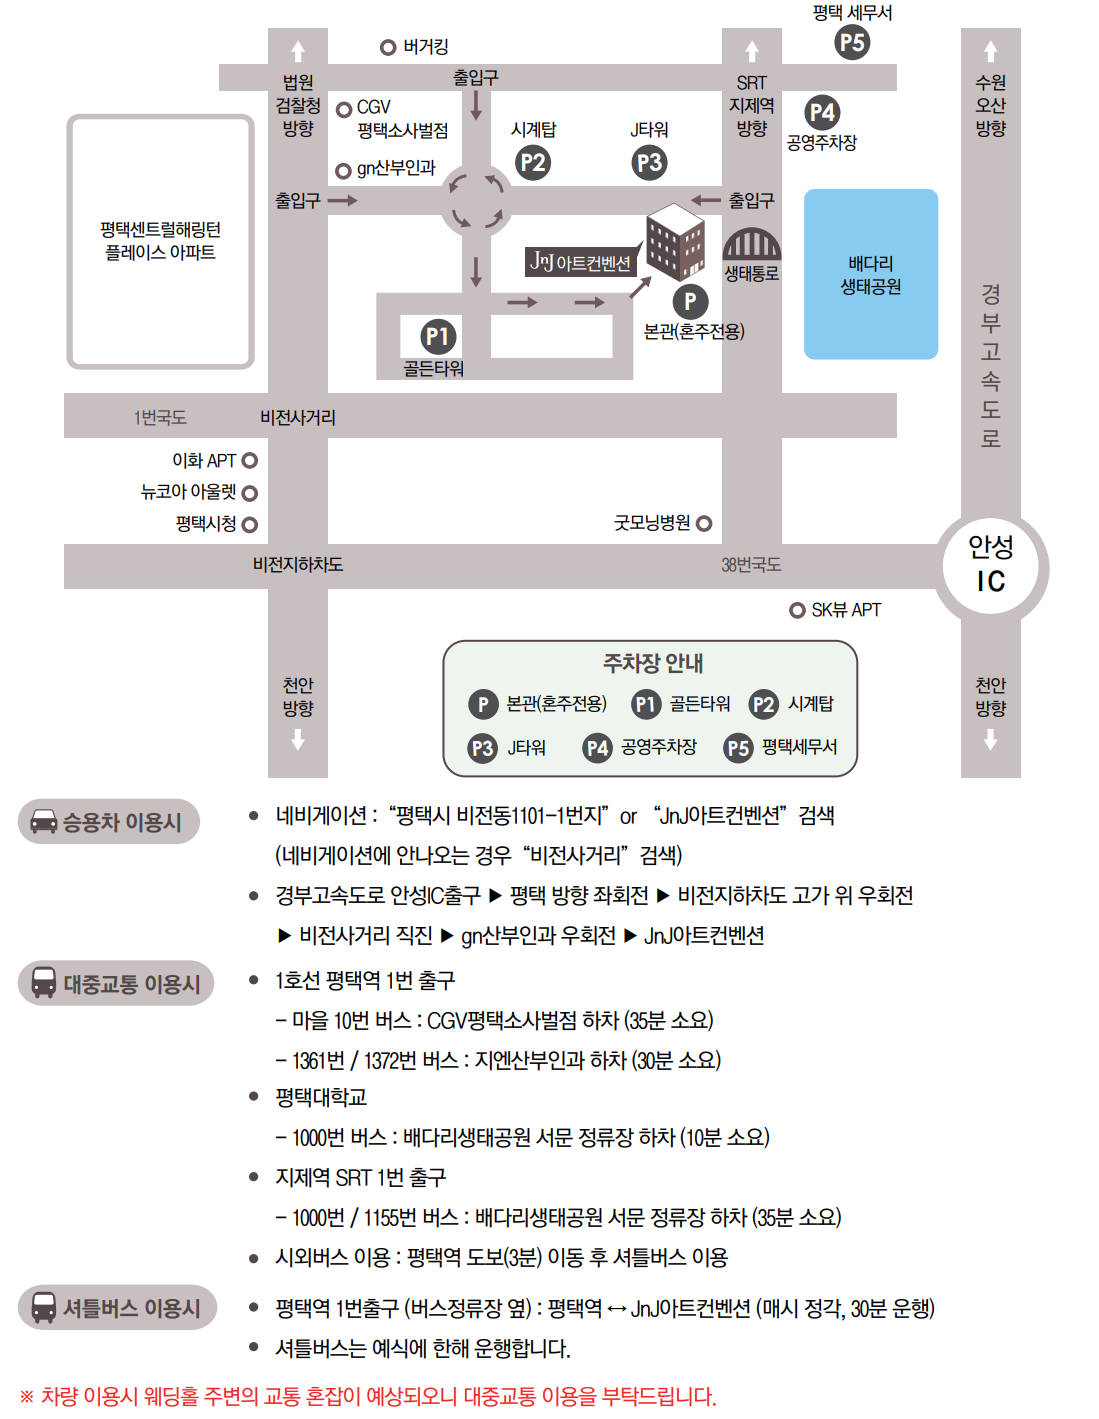 평택 세무서
P5
버거킹
출입구
법원
검찰청
방향
CGV
평택소사벌점
SRT
지제역
방향
수원
오산
방향
P4
공영주차장
시계탑
P2
J타워
P3
gn산부인과
출입구
출입구
평택센트럴해링턴
플레이스 아파트
JnJ아트컨벤션
생태통로
배다리
생태공원
P
본관(혼주전용)
P1
골든타워
경부고속도로
1번국도
비전사거리
이화 APT
뉴코아 아울렛
평택시청
굿모닝병원
비전지하차도
38번국도
안성
IC
SK뷰 APT
천안
방향
천안
방향
주차장 안내
P 본관(혼주전용) P1 골든타워 P2 시계탑
P3 J타워 P4 공영주차장 P5 평택세무서
승용차 이용시
● 네비게이션 : “평택시 비전동1101-1번지” or “JnJ아트컨벤션” 검색
(네비게이션에 안나오는 경우 “비전사거리” 검색)
● 경부고속도로 안성IC출구 ▶ 평택 방향 좌회전 ▶ 비전지하차도 고가 위 우회전
▶ 비전사거리 직진 ▶ gn산부인과 우회전 ▶ JnJ아트컨벤션
대중교통 이용시
● 1호선 평택역 1번 출구
- 마을 10번 버스 : CGV평택소사벌점 하차 (35분 소요)
- 1361번 / 1372번 버스 : 지엔산부인과 하차 (30분 소요)
● 평택대학교
- 1000번 버스 : 배다리생태공원 서문 정류장 하차 (10분 소요)
● 지제역 SRT 1번 출구
- 1000번 / 1155번 버스 : 배다리생태공원 서문 정류장 하차 (35분 소요)
● 시외버스 이용 : 평택역 도보(3분) 이동 후 셔틀버스 이용
셔틀버스 이용시
● 평택역 1번출구 (버스정류장 옆) : 평택역 ↔ JnJ아트컨벤션 (매시 정각, 30분 운행)
● 셔틀버스는 예식에 한해 운행합니다.
※ 차량 이용시 웨딩홀 주변의 교통 혼잡이 예상되오니 대중교통 이용을 부탁드립니다.